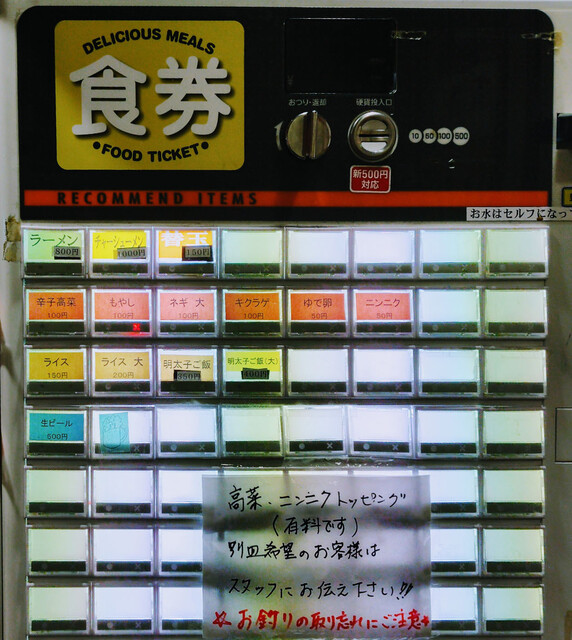 DELICIOUS MEALS
食券
•FOOD TICKET•
おつり・返却
硬貨投入口
10 50 100 500
新500円
対応
RECOMMEND ITEMS
お水はセルフになって
ラーメン
800円
チャーシューメン
1000円
替玉
150円
辛子高菜
100円
もやし
100円
ネギ 大
100円
キクラゲ
100円
ゆで卵
50円
ニンニク
50円
ライス
150円
ライス 大
200円
明太子ご飯
350円
明太子ご飯(大)
400円
生ビール
500円
高菜、ニンニクトッピング
(有料です)
別皿希望のお客様は
スタッフにお伝え下さい!!
※お釣りの取り忘れにご注意